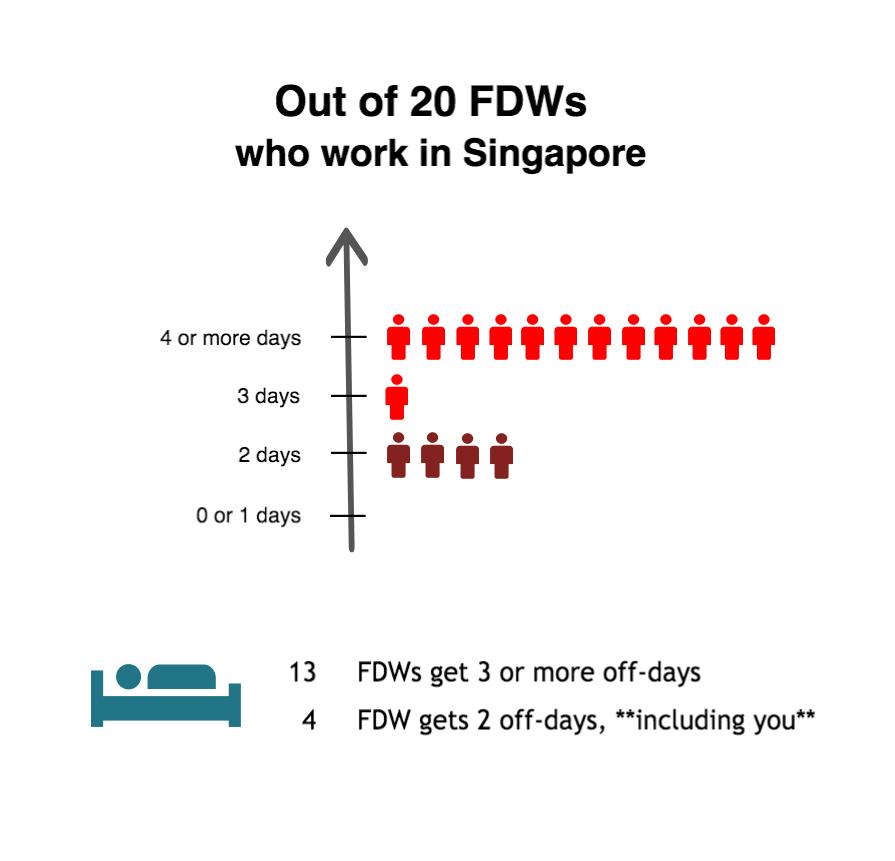 Out of 20 FDWs
who work in Singapore
4 or more days
3 days
2 days
0 or 1 days
13 FDWs get 3 or more off-days
4 FDW gets 2 off-days, **including you**